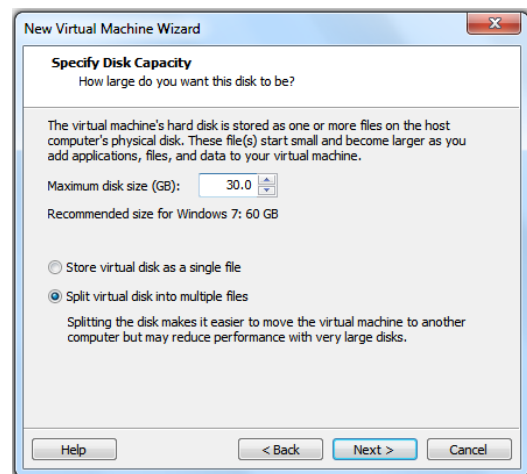 New Virtual Machine Wizard
Specify Disk Capacity
How large do you want this disk to be?
The virtual machine's hard disk is stored as one or more files on the host
computer's physical disk. These file(s) start small and become larger as you
add applications, files, and data to your virtual machine.
Maximum disk size (GB): 30.0
Recommended size for Windows 7: 60 GB
Store virtual disk as a single file
Split virtual disk into multiple files
Splitting the disk makes it easier to move the virtual machine to another
computer but may reduce performance with very large disks.
Help < Back Next > Cancel